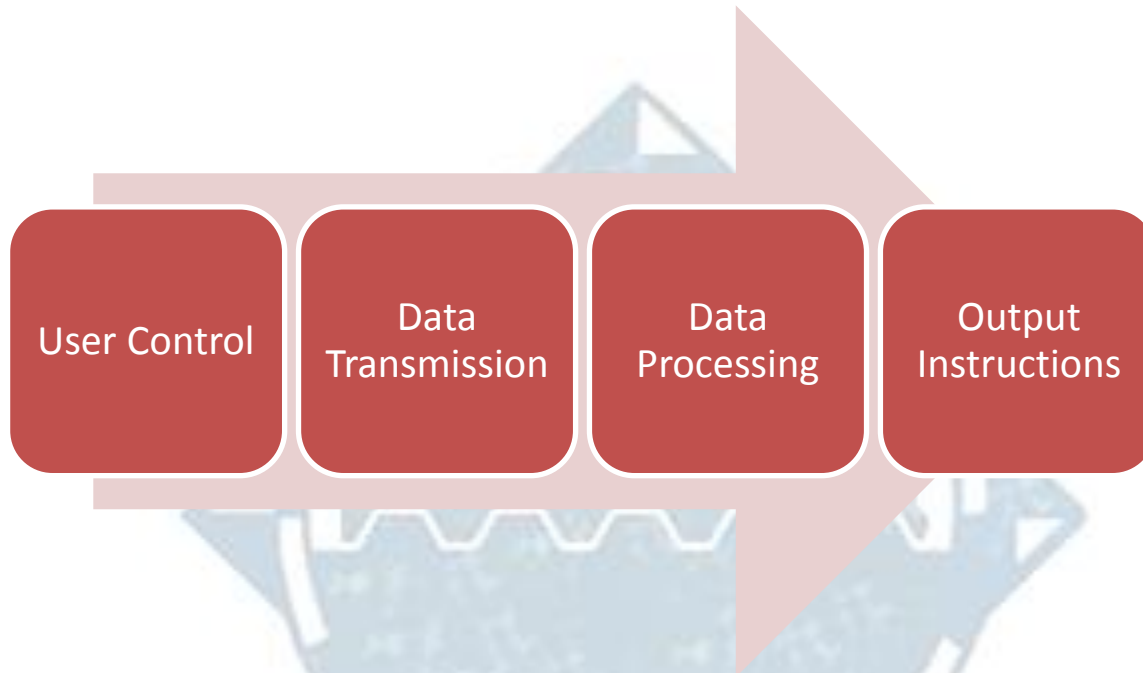 User Control
Data
Transmission
Data
Processing
Output
Instructions